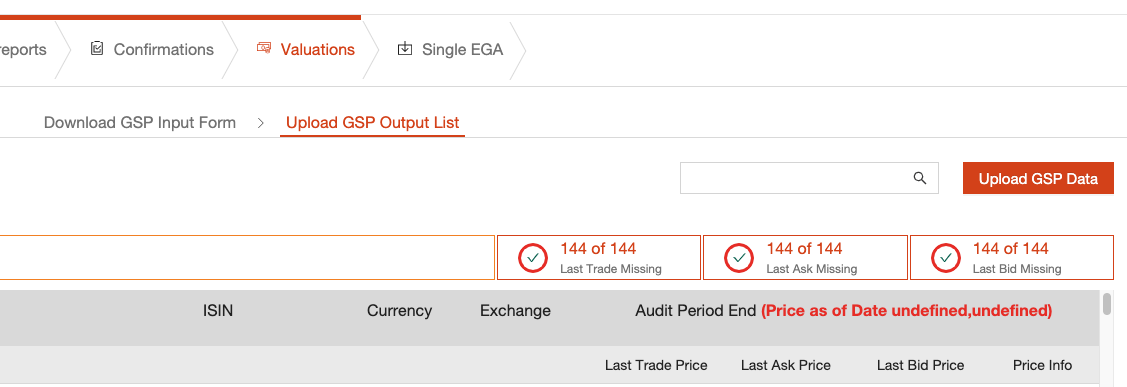 reports Confirmations Valuations Single EGA
Download GSP Input Form > Upload GSP Output List
Upload GSP Data
144 of 144 144 of 144 144 of 144
Last Trade Missing Last Ask Missing Last Bid Missing
ISIN Currency Exchange Audit Period End (Price as of Date undefined,undefined)
Last Trade Price Last Ask Price Last Bid Price Price Info